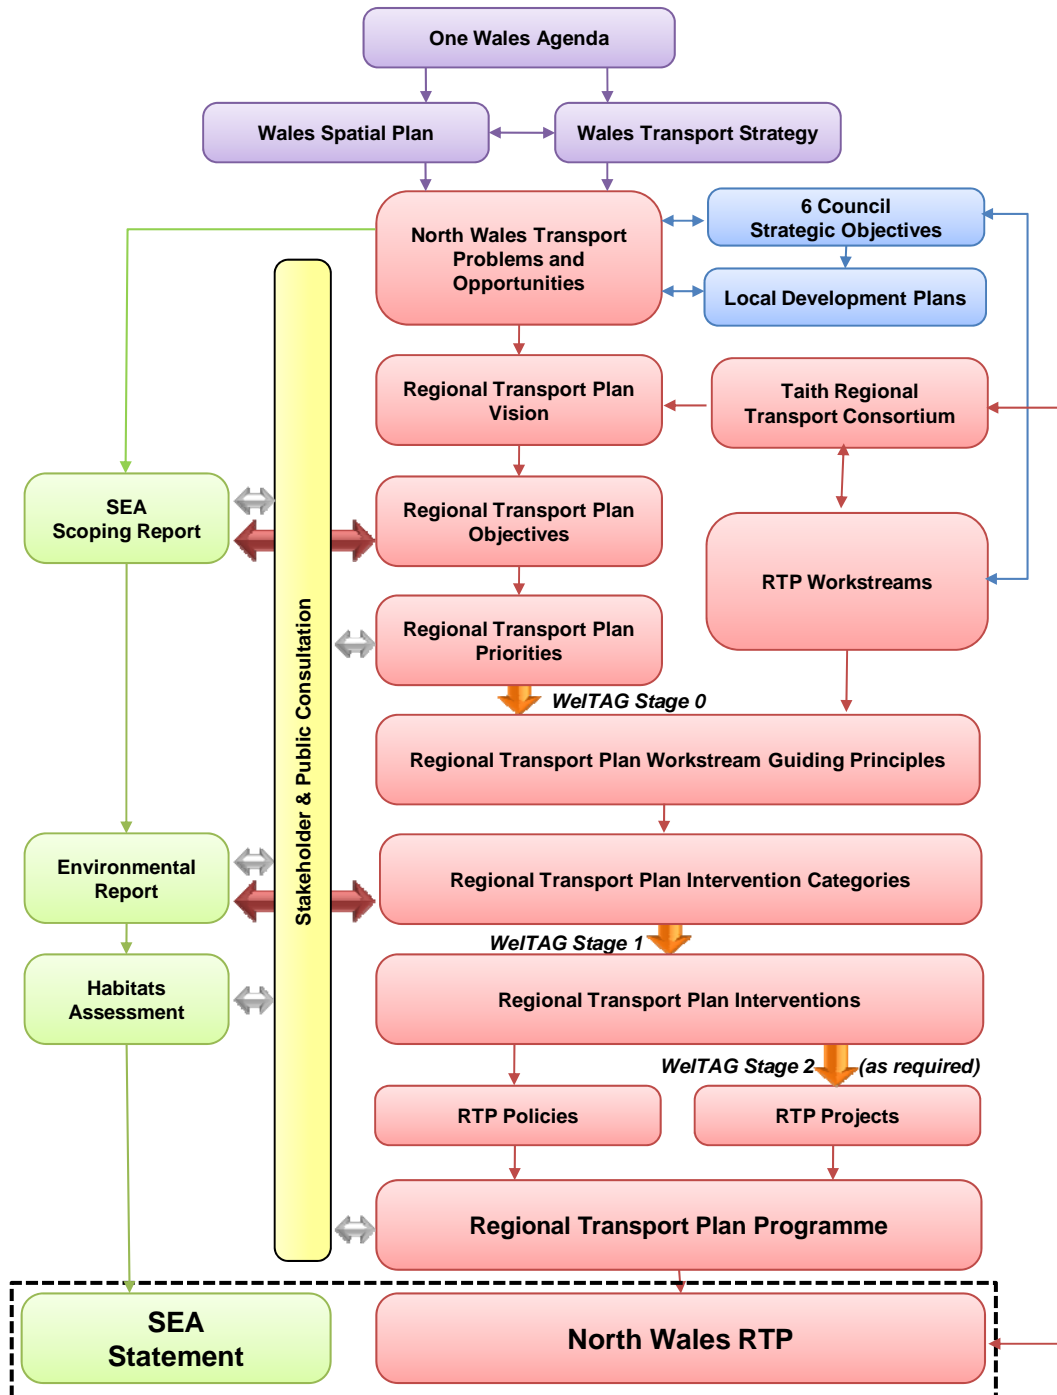 One Wales Agenda
Wales Spatial Plan
Wales Transport Strategy
North Wales Transport
Problems and
Opportunities
6 Council
Strategic Objectives
Local Development Plans
Regional Transport Plan
Vision
Taith Regional
Transport Consortium
SEA
Scoping Report
Stakeholder & Public Consultation
Regional Transport Plan
Objectives
RTP Workstreams
Regional Transport Plan
Priorities
WelTAG Stage 0
Regional Transport Plan Workstream Guiding Principles
Environmental
Report
Regional Transport Plan Intervention Categories
WelTAG Stage 1
Habitats
Assessment
Regional Transport Plan Interventions
WelTAG Stage 2 (as required)
RTP Policies
RTP Projects
Regional Transport Plan Programme
SEA
Statement
North Wales RTP